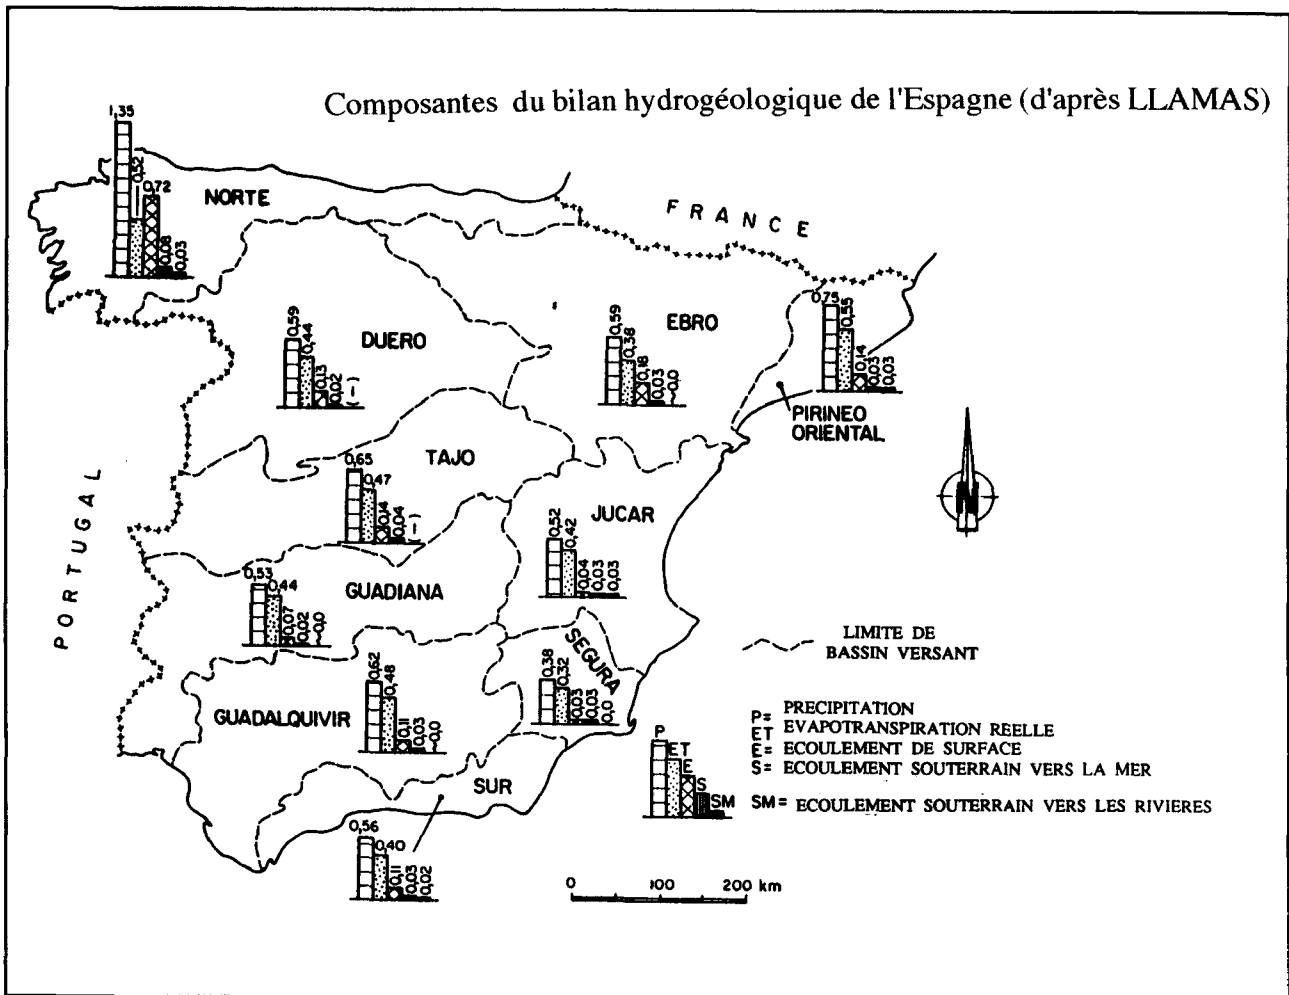 Composantes du bilan hydrogéologique de l'Espagne (d'après LLAMAS)
1,35
0,52
0,72
0,08
0,03
NORTE
FRANCE
0,59
0,44
0,13
0,02
(-)
DUERO
0,59
0,38
0,18
0,03
~0,0
EBRO
0,75
0,55
0,14
0,03
0,03
PIRINEO
ORIENTAL
PORTUGAL
0,65
0,47
0,14
0,04
(-)
TAJO
N
0,52
0,42
0,04
0,03
0,03
JUCAR
0,53
0,44
0,07
0,02
~0,0
GUADIANA
0,62
0,48
0,11
0,03
~0,0
GUADALQUIVIR
0,38
0,32
0,03
0,03
0,0
SEGURA
LIMITE DE
BASSIN VERSANT
P
ET
E
S
SM
P= PRECIPITATION
ET EVAPOTRANSPIRATION REELLE
E= ECOULEMENT DE SURFACE
S= ECOULEMENT SOUTERRAIN VERS LA MER
SM= ECOULEMENT SOUTERRAIN VERS LES RIVIERES
SUR
0,56
0,40
0,11
0,03
0,02
0 100 200 km